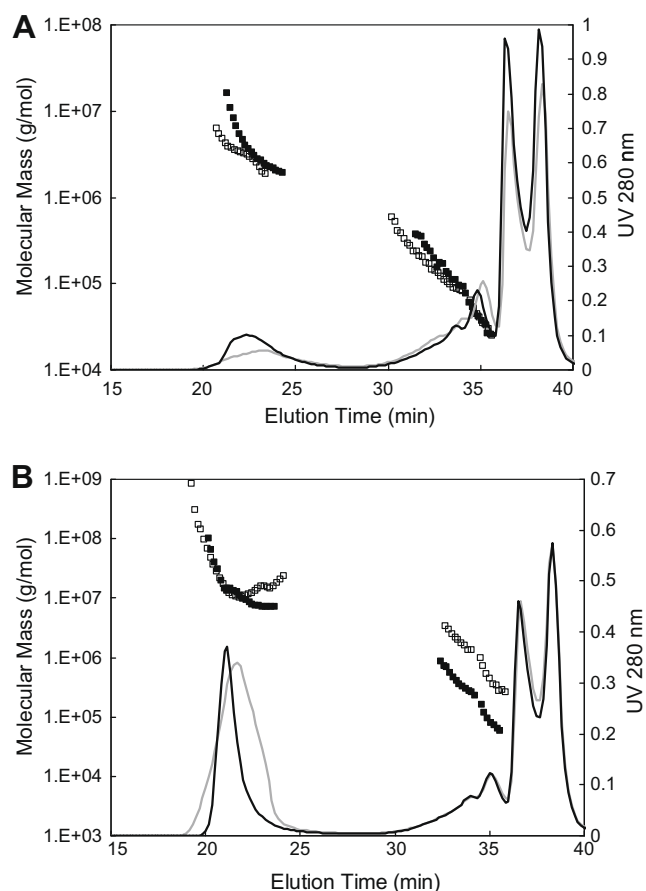 A
1.E+08
1.E+07
1.E+06
1.E+05
1.E+04
Molecular Mass (g/mol)
1
0.9
0.8
0.7
0.6
0.5
0.4
0.3
0.2
0.1
0
UV 280 nm
15 20 25 30 35 40
Elution Time (min)
B
1.E+09
1.E+08
1.E+07
1.E+06
1.E+05
1.E+04
1.E+03
Molecular Mass (g/mol)
0.7
0.6
0.5
0.4
0.3
0.2
0.1
0
UV 280 nm
15 20 25 30 35 40
Elution Time (min)